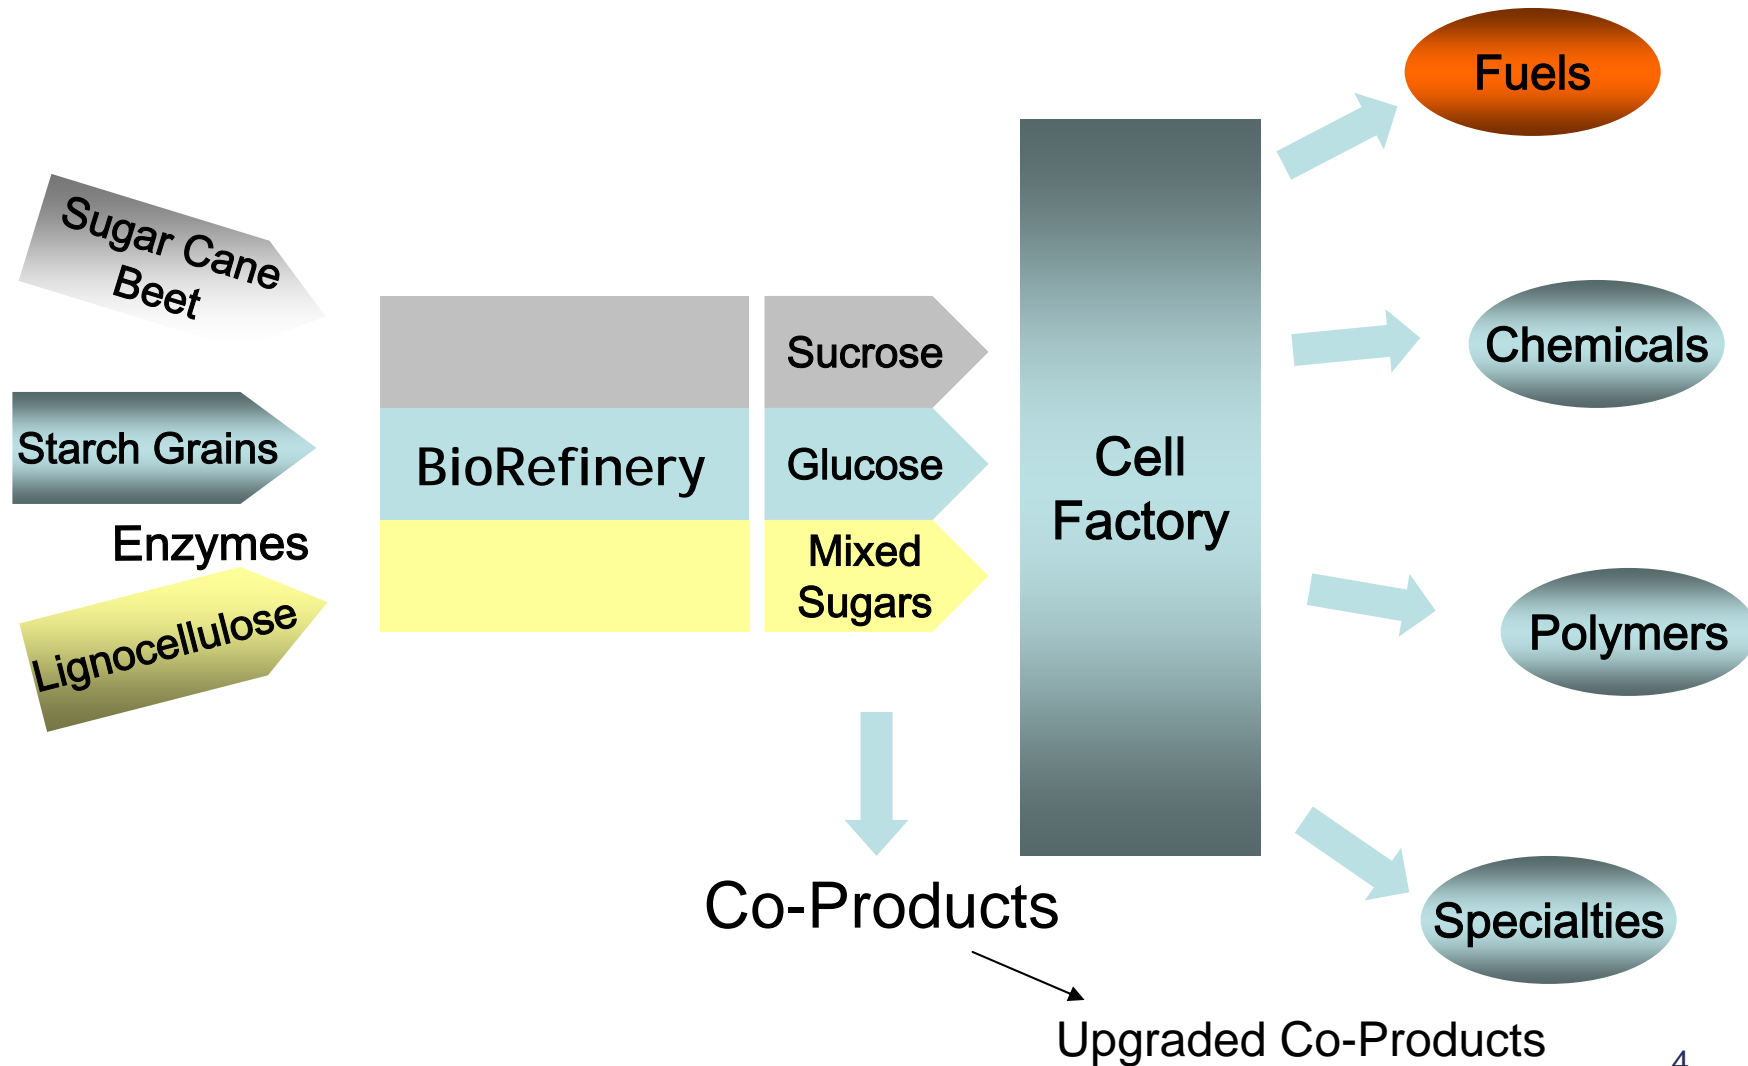 Fuels
Sugar Cane
Beet
Sucrose
Chemicals
Starch Grains
BioRefinery
Glucose
Cell
Factory
Enzymes
Mixed
Sugars
Lignocellulose
Polymers
Co-Products
Specialties
Upgraded Co-Products
4